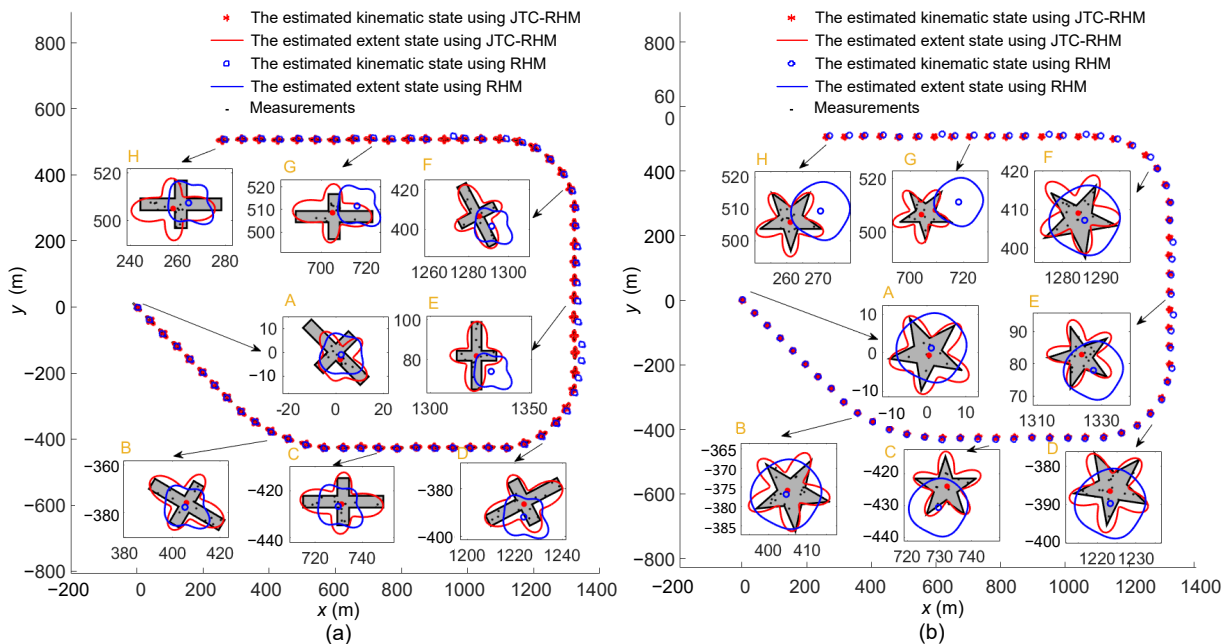 The estimated kinematic state using JTC-RHM
The estimated extent state using JTC-RHM
The estimated kinematic state using RHM
The estimated extent state using RHM
Measurements
800
600
400
200
0
−200
−400
−600
−800
y (m)
−200 0 200 400 600 800 1000 1200 1400
x (m)
(a)
H
520
500
240 260 280
G
520
510
500
700 720
F
420
400
1260 1280 1300
A
10
0
−10
−20 0 20
E
100
80
1300 1350
B
−360
−380
380 400 420
C
−420
−440
720 740
D
−380
−400
1200 1220 1240
The estimated kinematic state using JTC-RHM
The estimated extent state using JTC-RHM
The estimated kinematic state using RHM
The estimated extent state using RHM
Measurements
800
60
0
400
200
0
−200
−400
−600
−800
y (m)
−200 0 200 400 600 800 1000 1200 1400
x (m)
(b)
H
520
500
260 270
G
520
500
700 720
F
420
410
400
1280 1290
A
10
0
−10
−10 0 10
E
90
80
70
1310 1330
B
−365
−370
−375
−380
−385
400 410
C
−420
−430
−440
720 730 740
D
−380
−390
−400
1220 1230